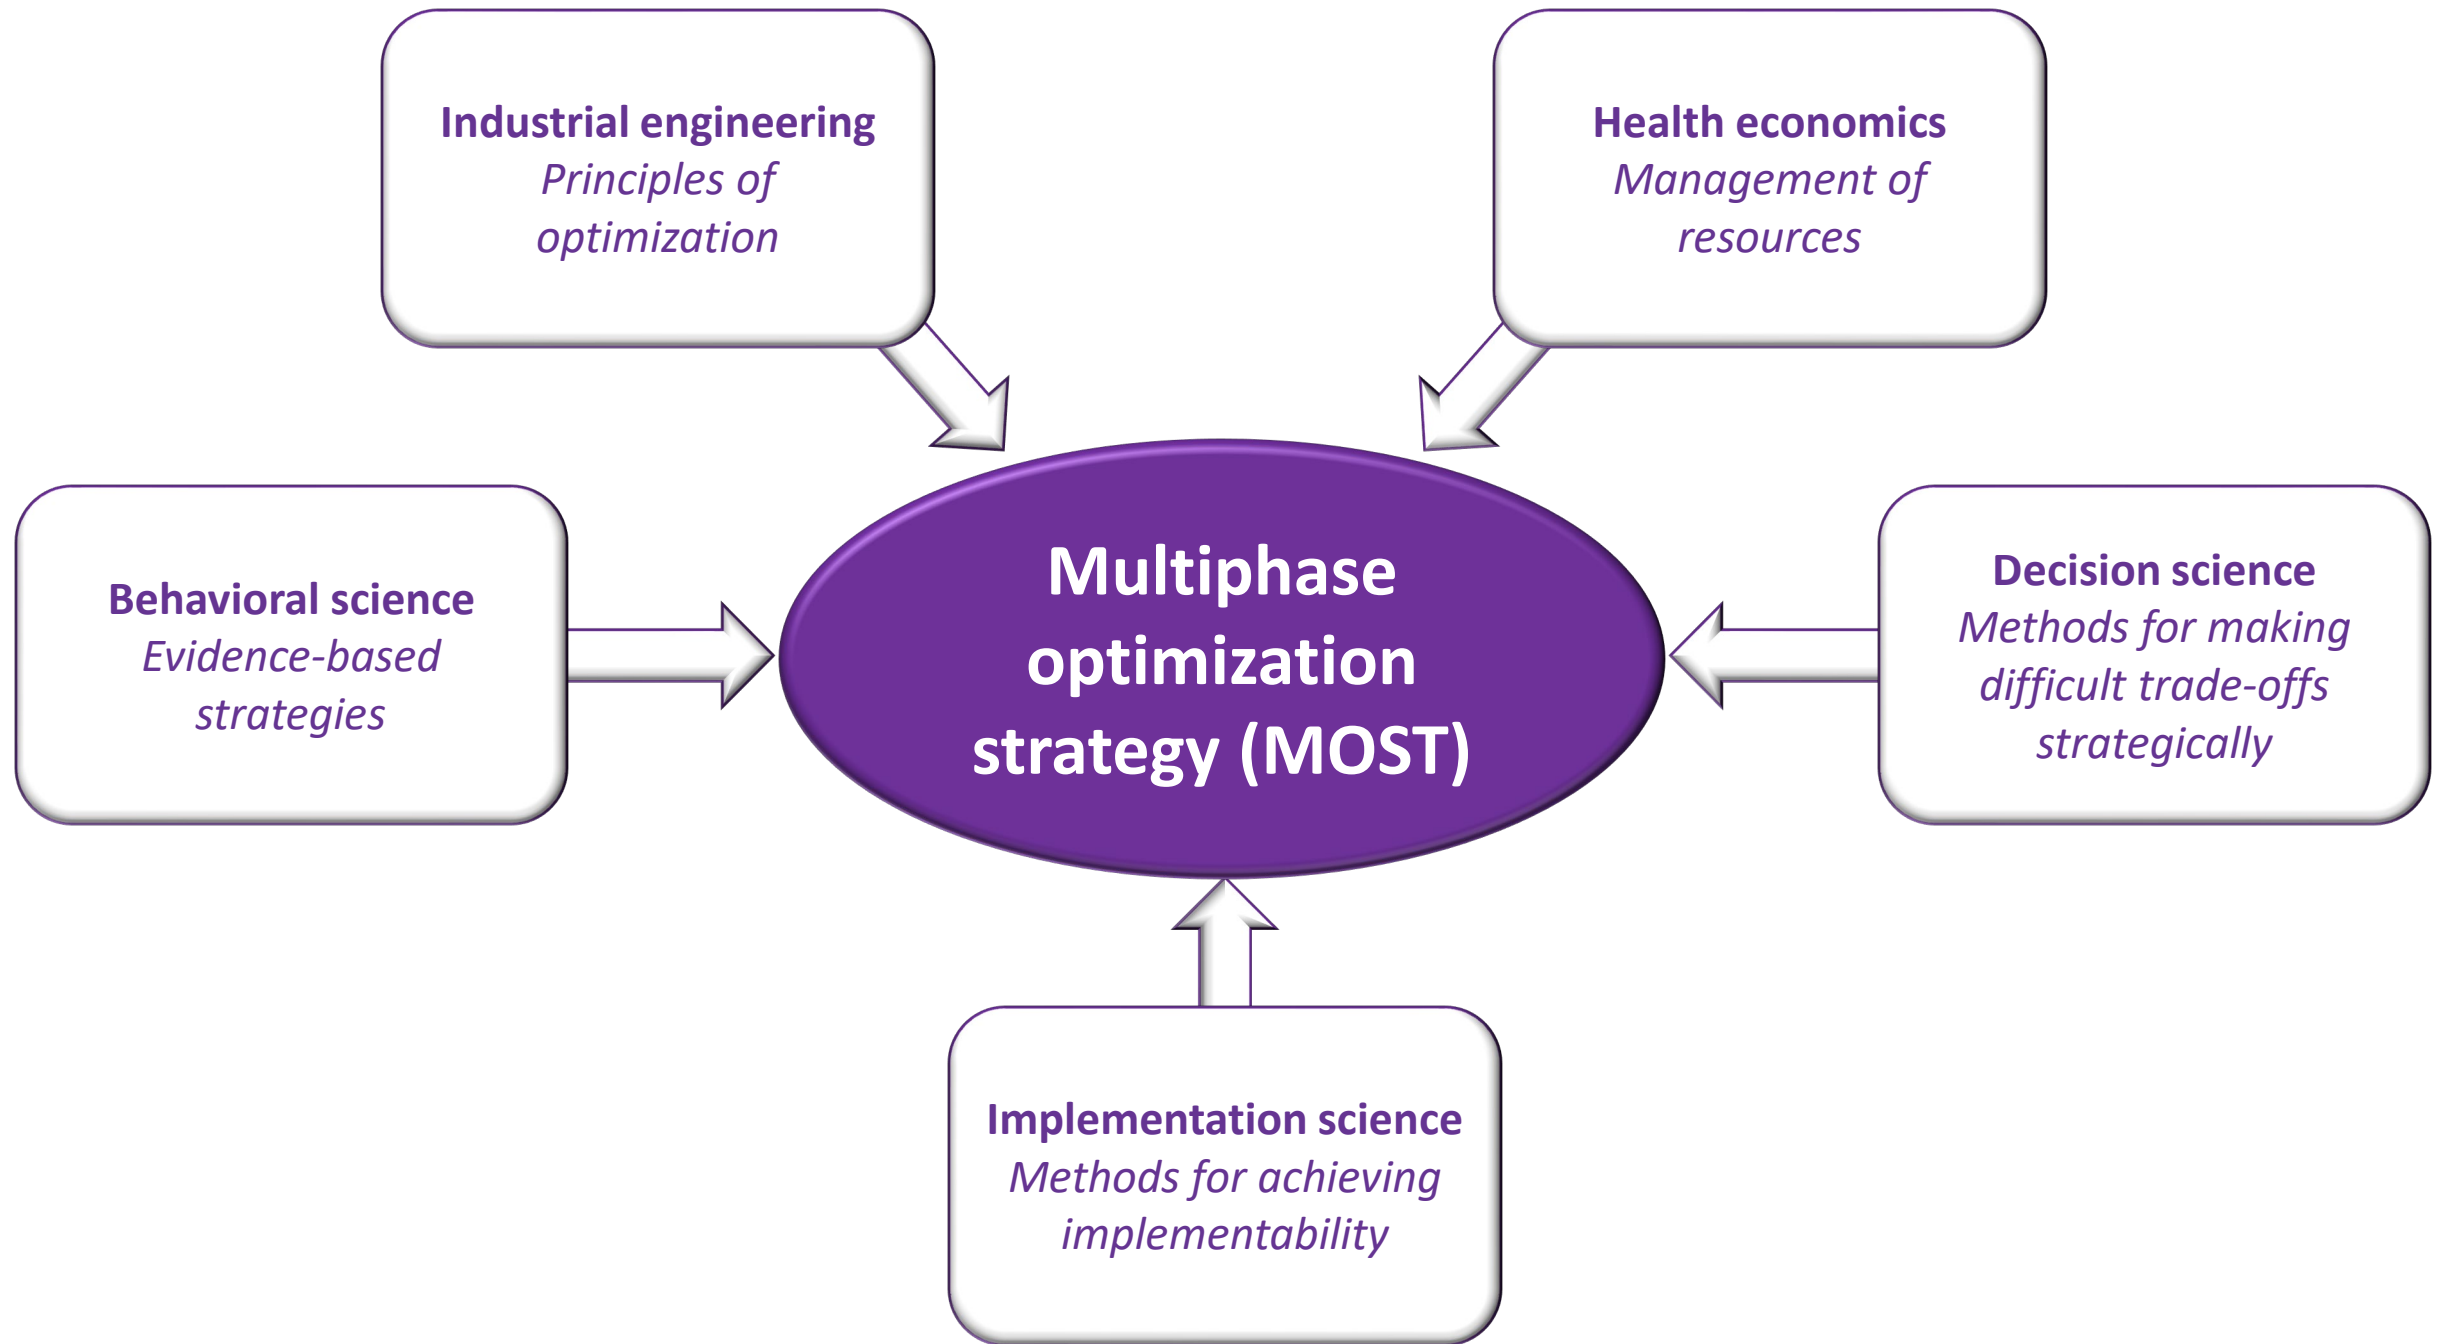 Industrial engineering
Principles of
optimization
Health economics
Management of
resources
Behavioral science
Evidence-based
strategies
Multiphase
optimization
strategy (MOST)
Decision science
Methods for making
difficult trade-offs
strategically
Implementation science
Methods for achieving
implementability